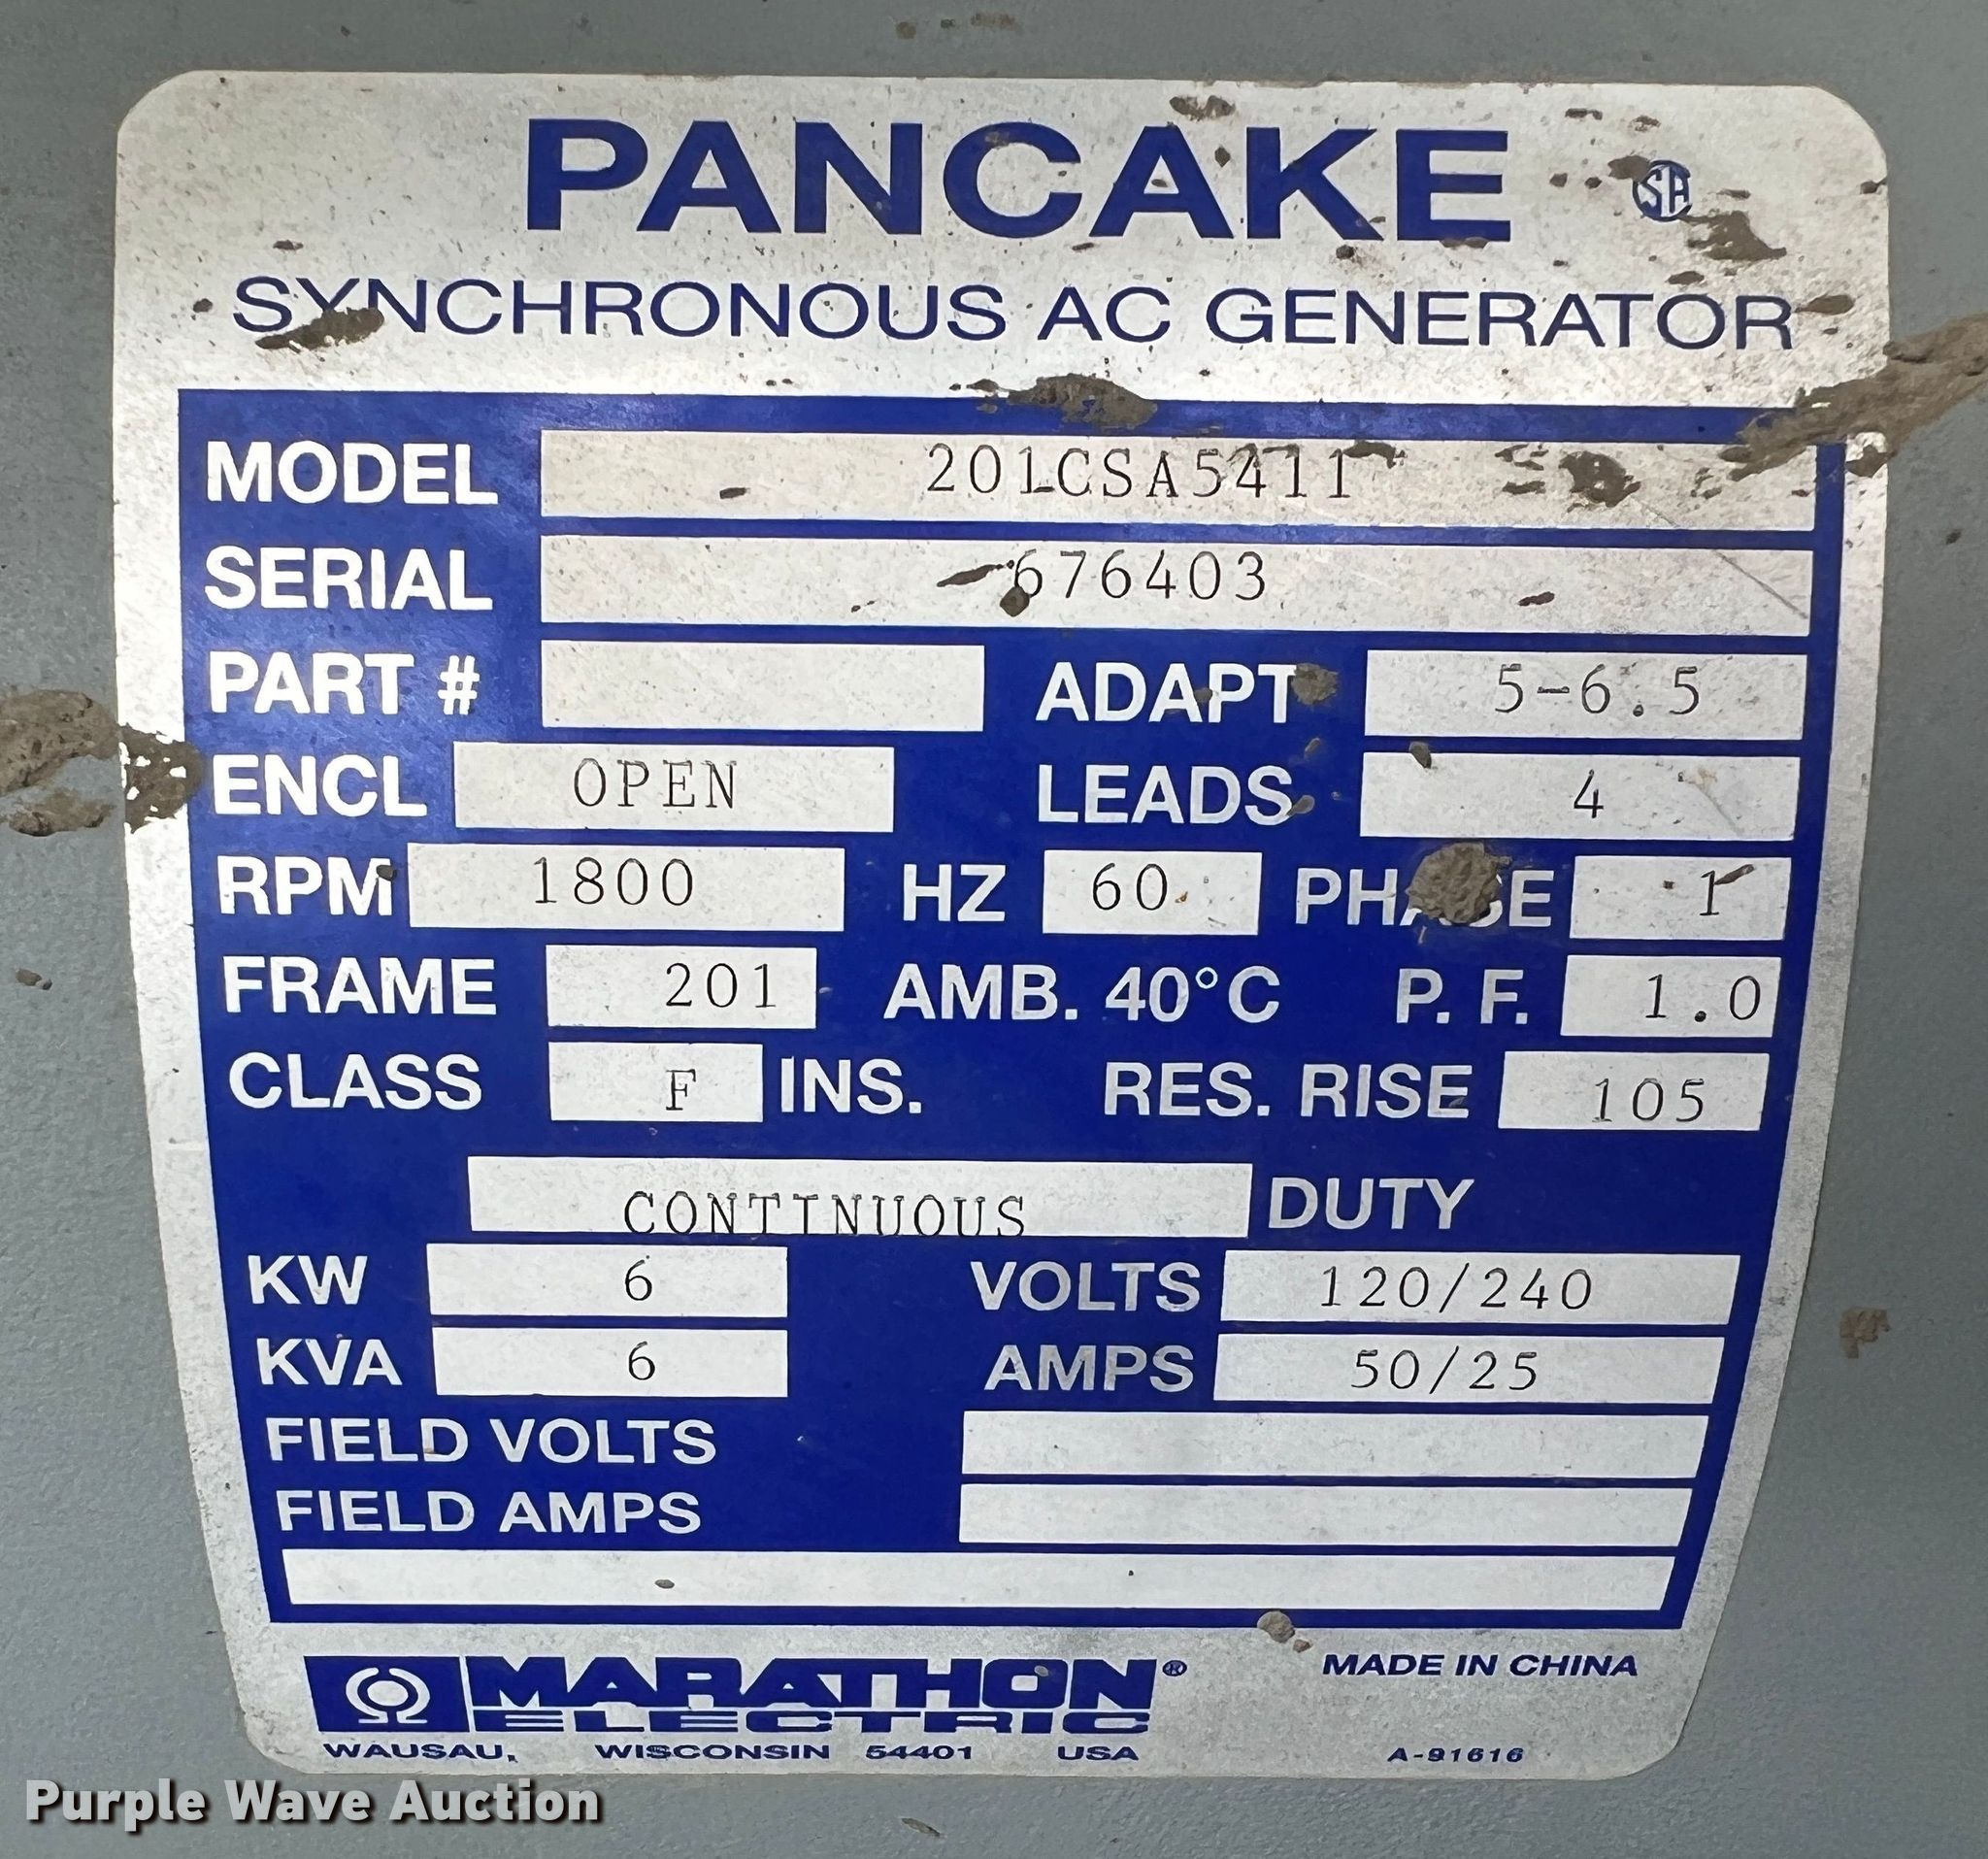 PANCAKE SA
SYNCHRONOUS AC GENERATOR
MODEL 201CSA5411
SERIAL 676403
PART # ADAPT 5-6.5
ENCL OPEN LEADS 4
RPM 1800 HZ 60 PHASE 1
FRAME 201 AMB. 40°C P. F. 1.0
CLASS F INS. RES. RISE 105
CONTINUOUS DUTY
KW 6 VOLTS 120/240
KVA 6 AMPS 50/25
FIELD VOLTS
FIELD AMPS
MARATHON® MADE IN CHINA
ELECTRIC
WAUSAU, WISCONSIN 54401 USA A-91616
Purple Wave Auction